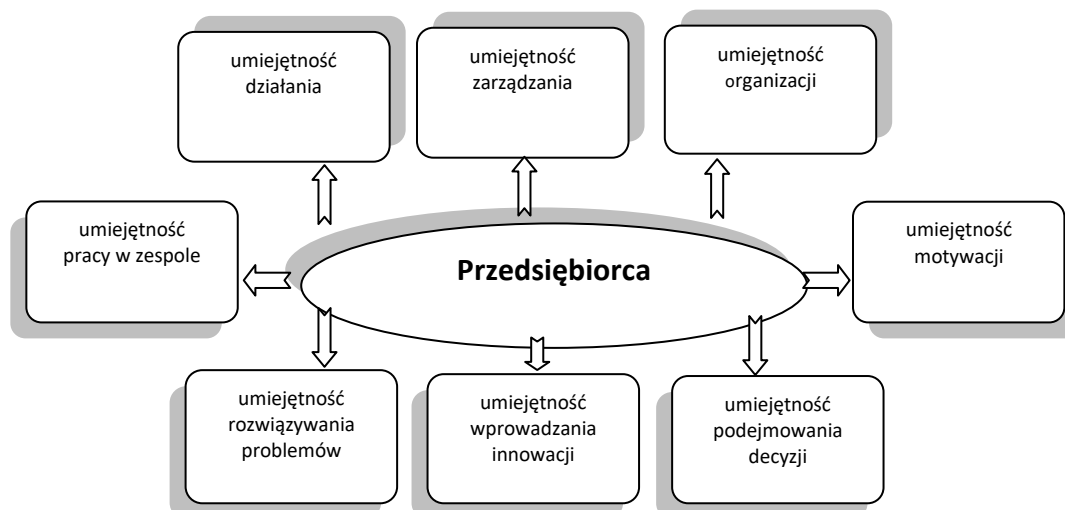 umiejętność
działania
umiejętność
zarządzania
umiejętność
organizacji
umiejętność
pracy w zespole
Przedsiębiorca
umiejętność
motywacji
umiejętność
rozwiązywania
problemów
umiejętność
wprowadzania
innowacji
umiejętność
podejmowania
decyzji